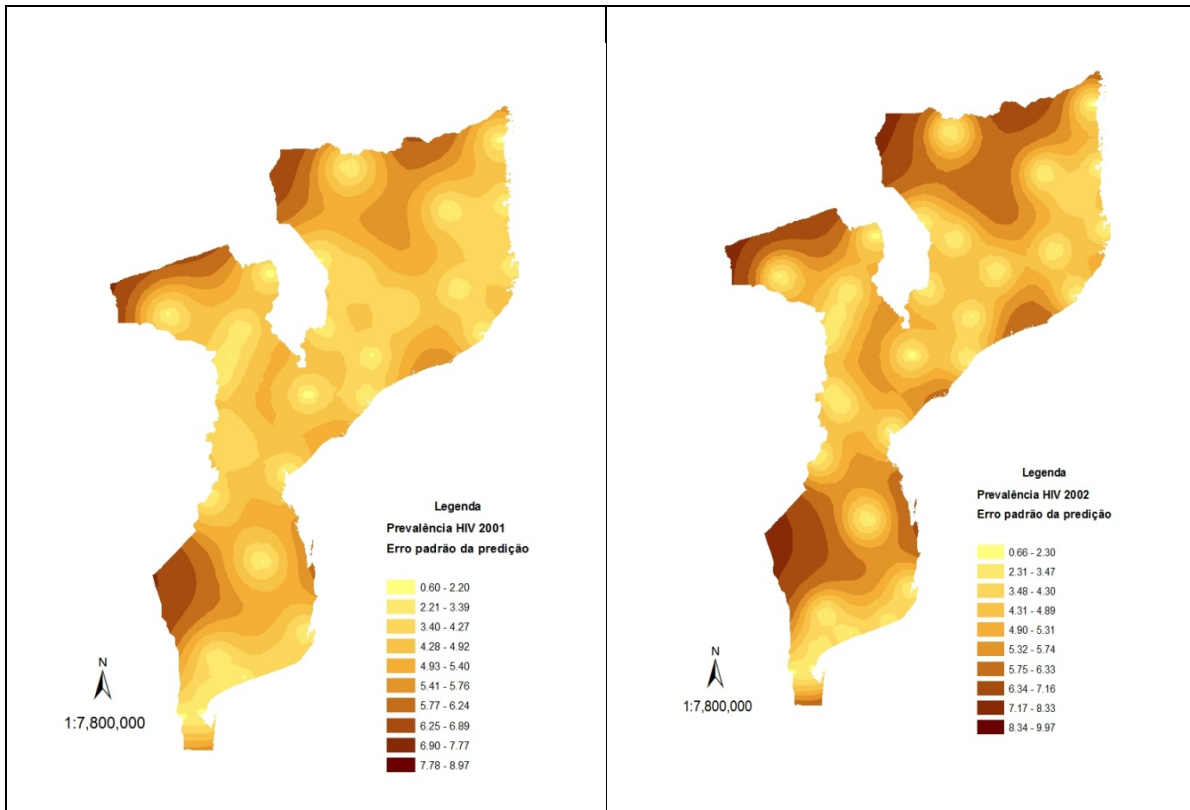 Legenda
Prevalência HIV 2001
Erro padrão da predição
0.60 - 2.20
2.21 - 3.39
3.40 - 4.27
4.28 - 4.92
4.93 - 5.40
5.41 - 5.76
5.77 - 6.24
6.25 - 6.89
6.90 - 7.77
7.78 - 8.97
N
1:7,800,000
Legenda
Prevalência HIV 2002
Erro padrão da predição
0.66 - 2.30
2.31 - 3.47
3.48 - 4.30
4.31 - 4.89
4.90 - 5.31
5.32 - 5.74
5.75 - 6.33
6.34 - 7.16
7.17 - 8.33
8.34 - 9.97
N
1:7,800,000